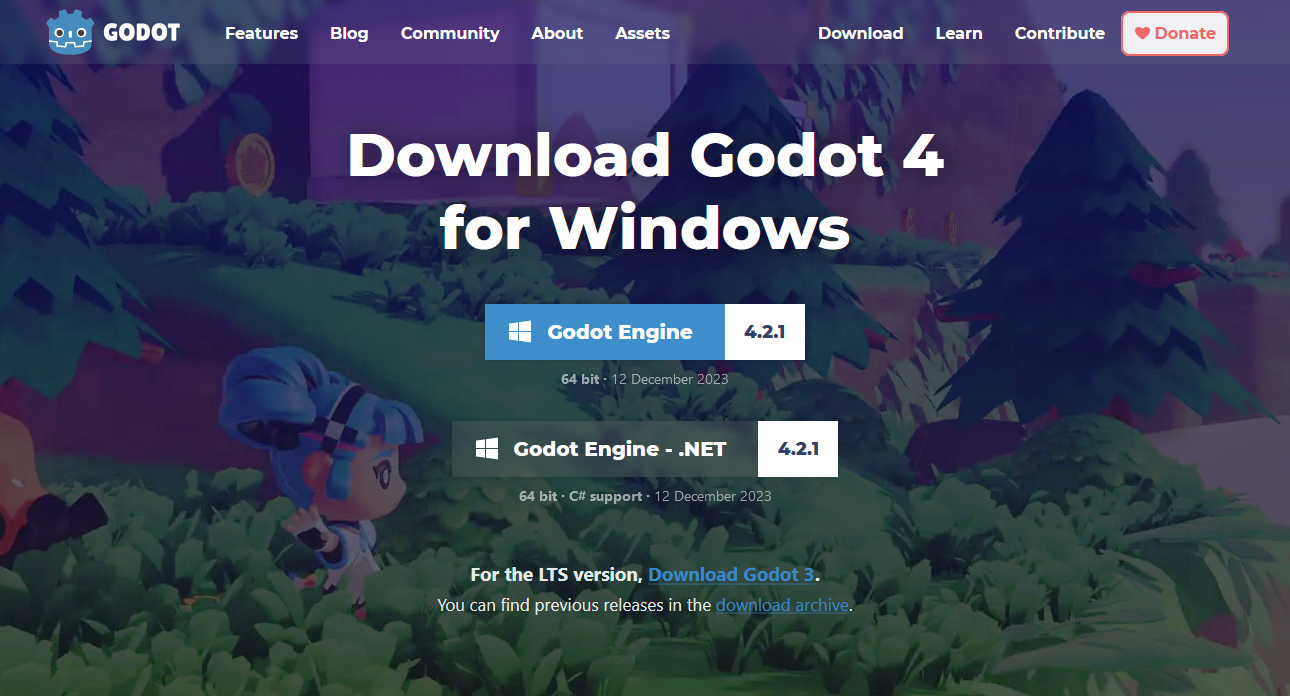 GODOT Features Blog Community About Assets Download Learn Contribute Donate
Download Godot 4
for Windows
Godot Engine 4.2.1
64 bit · 12 December 2023
Godot Engine - .NET 4.2.1
64 bit · C# support · 12 December 2023
For the LTS version, Download Godot 3.
You can find previous releases in the download archive.